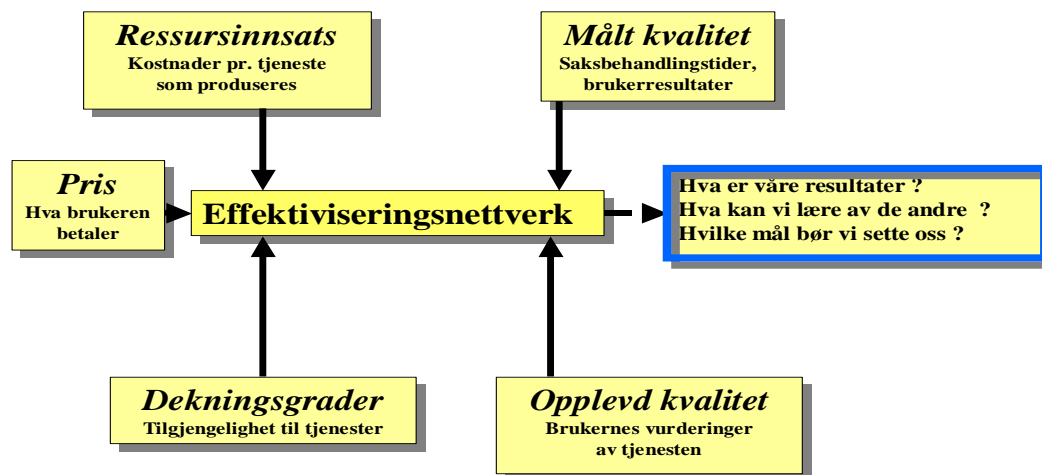 Ressursinnsats
Kostnader pr. tjeneste
som produseres
Målt kvalitet
Saksbehandlingstider,
brukerresultater
Pris
Hva brukeren
betaler
Effektiviseringsnettverk
Hva er våre resultater ?
Hva kan vi lære av de andre ?
Hvilke mål bør vi sette oss ?
Dekningsgrader
Tilgjengelighet til tjenester
Opplevd kvalitet
Brukernes vurderinger
av tjenesten